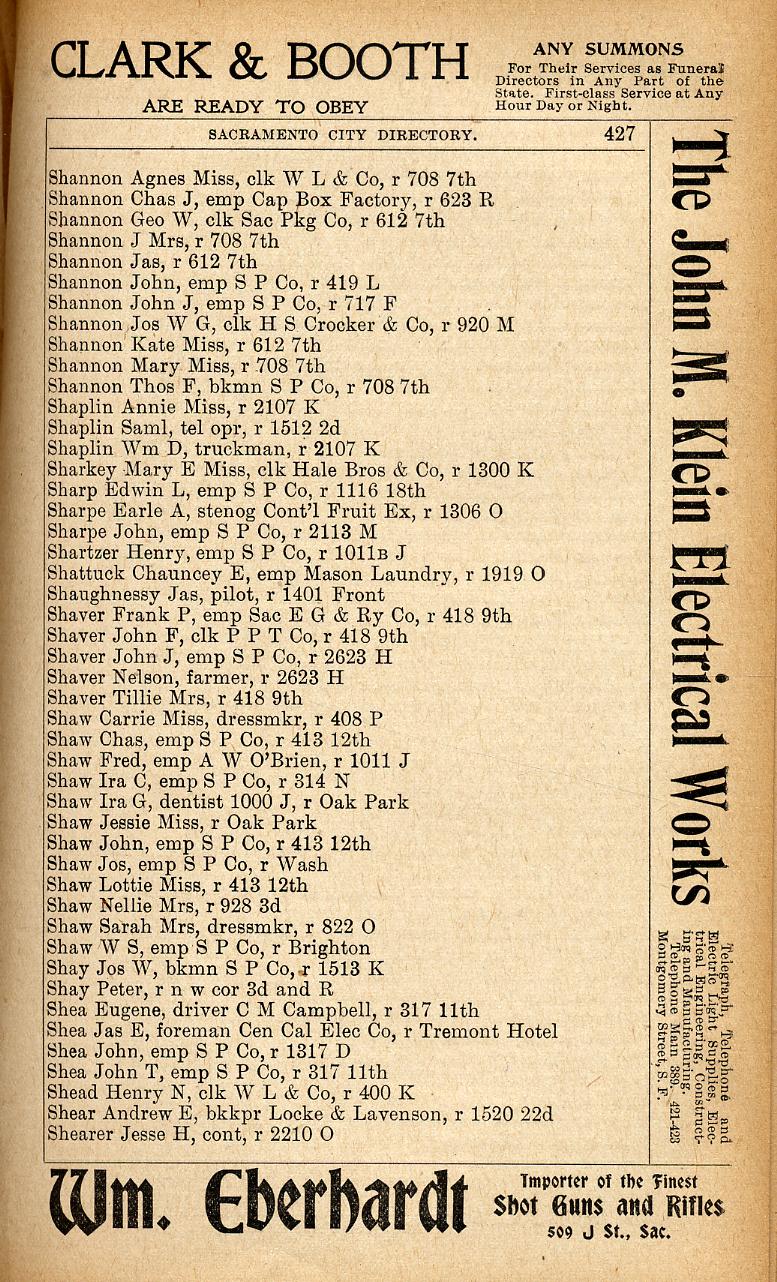 CLARK & BOOTH
ARE READY TO OBEY
ANY SUMMONS
For Their Services as Funeral
Directors in Any Part of the
State. First-class Service at Any
Hour Day or Night.
SACRAMENTO CITY DIRECTORY. 427
Shannon Agnes Miss, clk W L & Co, r 708 7th
Shannon Chas J, emp Cap Box Factory, r 623 R
Shannon Geo W, clk Sac Pkg Co, r 612 7th
Shannon J Mrs, r 708 7th
Shannon Jas, r 612 7th
Shannon John, emp S P Co, r 419 L
Shannon John J, emp S P Co, r 717 F
Shannon Jos W G, clk H S Crocker & Co, r 920 M
Shannon Kate Miss, r 612 7th
Shannon Mary Miss, r 708 7th
Shannon Thos F, bkmn S P Co, r 708 7th
Shaplin Annie Miss, r 2107 K
Shaplin Saml, tel opr, r 1512 2d
Shaplin Wm D, truckman, r 2107 K
Sharkey Mary E Miss, clk Hale Bros & Co, r 1300 K
Sharp Edwin L, emp S P Co, r 1116 18th
Sharpe Earle A, stenog Cont'l Fruit Ex, r 1306 O
Sharpe John, emp S P Co, r 2113 M
Shartzer Henry, emp S P Co, r 1011B J
Shattuck Chauncey E, emp Mason Laundry, r 1919 O
Shaughnessy Jas, pilot, r 1401 Front
Shaver Frank P, emp Sac E G & Ry Co, r 418 9th
Shaver John F, clk P P T Co, r 418 9th
Shaver John J, emp S P Co, r 2623 H
Shaver Nelson, farmer, r 2623 H
Shaver Tillie Mrs, r 418 9th
Shaw Carrie Miss, dressmkr, r 408 P
Shaw Chas, emp S P Co, r 413 12th
Shaw Fred, emp A W O'Brien, r 1011 J
Shaw Ira C, emp S P Co, r 314 N
Shaw Ira G, dentist 1000 J, r Oak Park
Shaw Jessie Miss, r Oak Park
Shaw John, emp S P Co, r 413 12th
Shaw Jos, emp S P Co, r Wash
Shaw Lottie Miss, r 413 12th
Shaw Nellie Mrs, r 928 3d
Shaw Sarah Mrs, dressmkr, r 822 O
Shaw W S, emp S P Co, r Brighton
Shay Jos W, bkmn S P Co, r 1513 K
Shay Peter, r n w cor 3d and R
Shea Eugene, driver C M Campbell, r 317 11th
Shea Jas E, foreman Cen Cal Elec Co, r Tremont Hotel
Shea John, emp S P Co, r 1317 D
Shea John T, emp S P Co, r 317 11th
Shead Henry N, clk W L & Co, r 400 K
Shear Andrew E, bkkpr Locke & Lavenson, r 1520 22d
Shearer Jesse H, cont, r 2210 O
The John M. Klein Electrical Works
Telegraph, Telephone and
Electric Light Supplies, Elec-
trical Engineering, Construct-
ing and Manufacturing.
Telephone Main 389. 421-423
Montgomery Street, S. F.
Wm. Eberhardt
Importer of the Finest
Shot Guns and Rifles
509 J St., Sac.